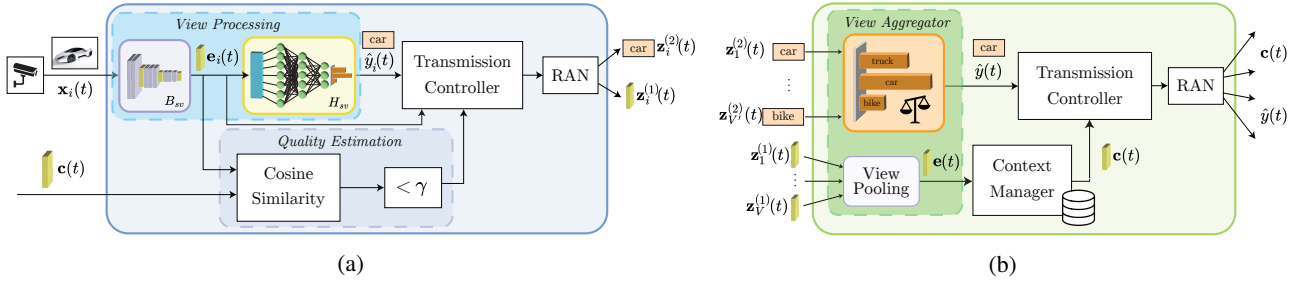 View Processing
car
e_i(t)
ŷ_i(t)
x_i(t)
B_sv
H_sv
Transmission
Controller
RAN
car z_i^(2)(t)
z_i^(1)(t)
Quality Estimation
c(t)
Cosine
Similarity
< γ
(a)
View Aggregator
z_1^(2)(t) car
⋮
z_V'^(2)(t) bike
truck
car
bike
car
ŷ(t)
Transmission
Controller
RAN
c(t)
ŷ(t)
z_1^(1)(t)
⋮
z_V^(1)(t)
View
Pooling
e(t)
Context
Manager
c(t)
(b)